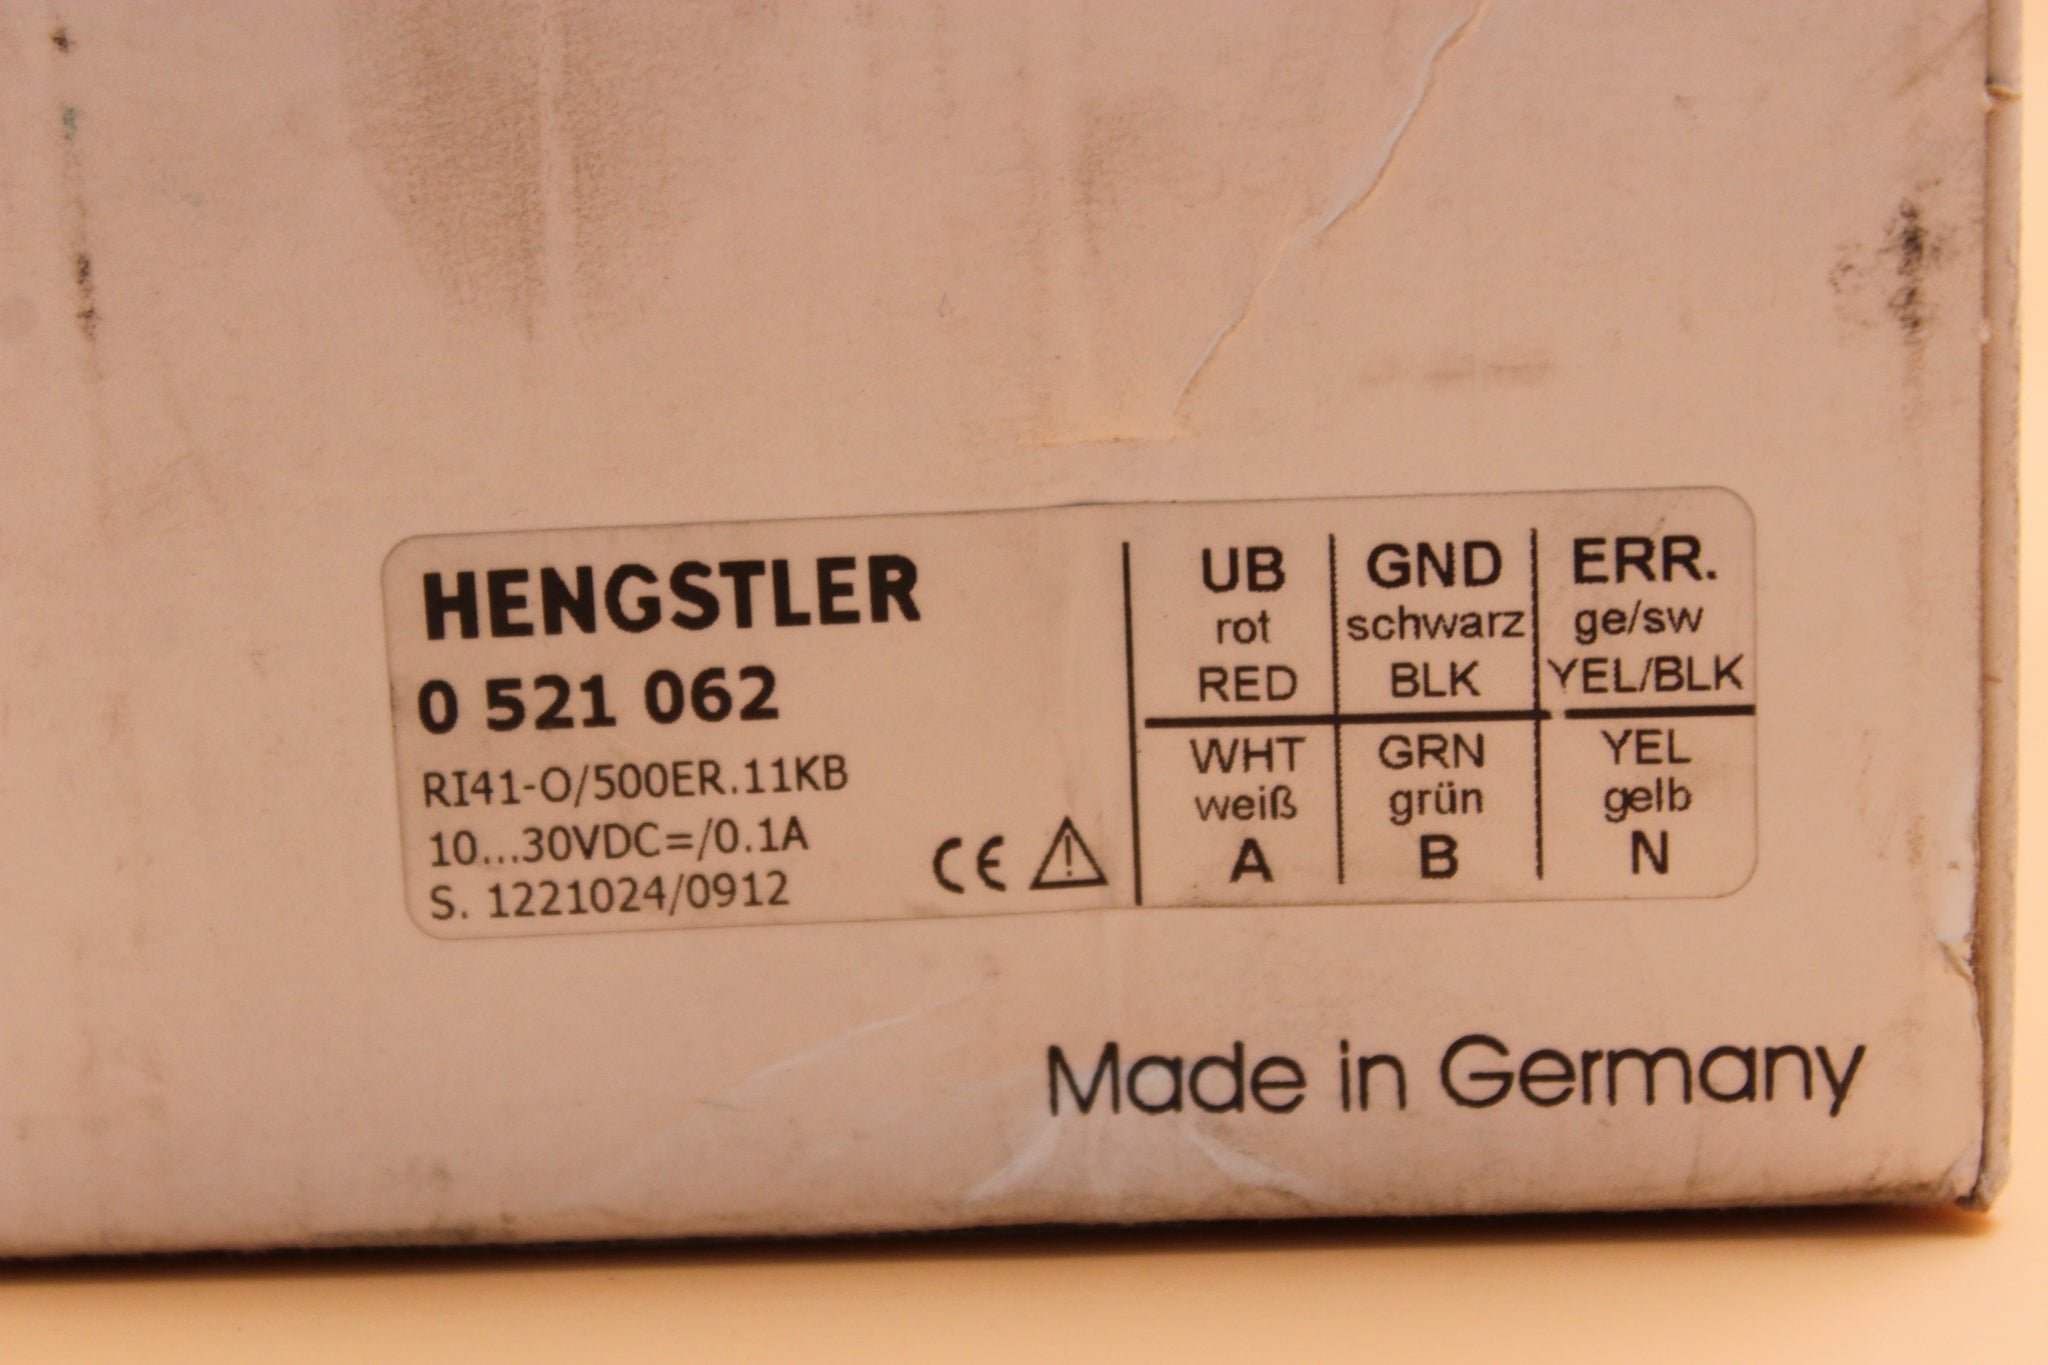 HENGSTLER
0 521 062
RI41-O/500ER.11KB
10...30VDC=/0.1A
S. 1221024/0912
CE
UB GND ERR.
rot schwarz ge/sw
RED BLK YEL/BLK
WHT GRN YEL
weiß grün gelb
A B N
Made in Germany